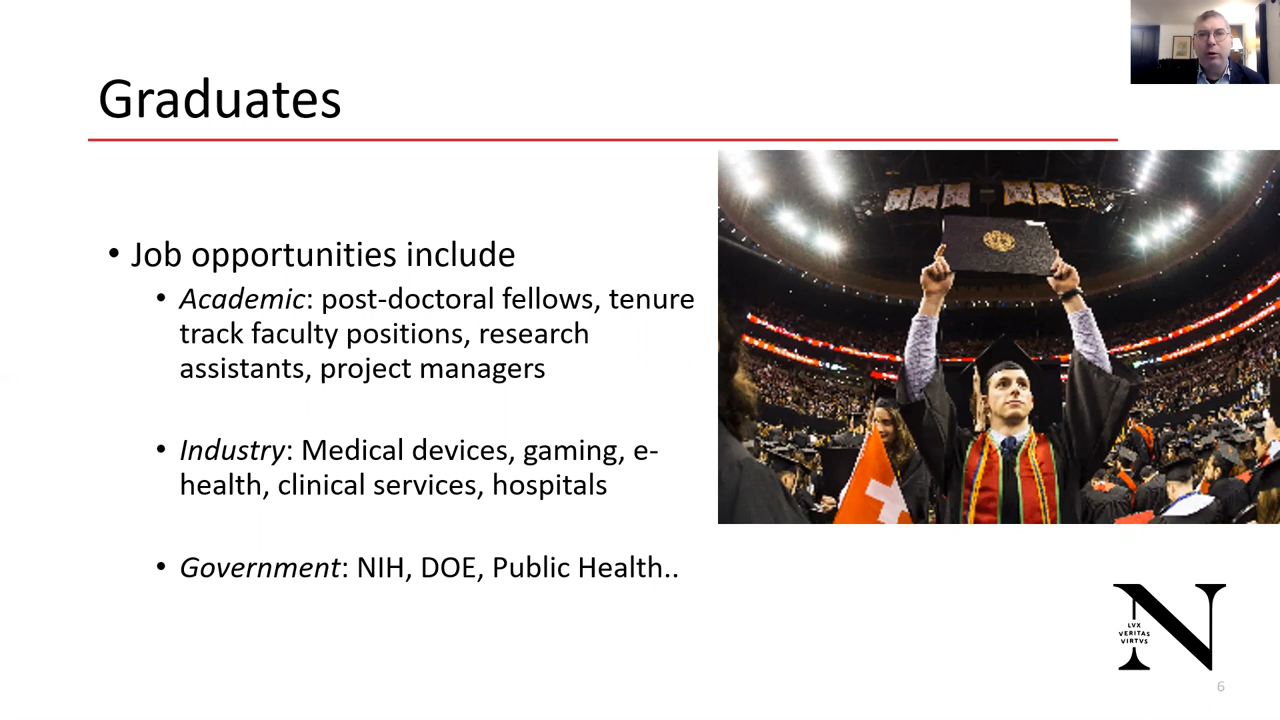 Graduates
• Job opportunities include
• Academic: post-doctoral fellows, tenure
track faculty positions, research
assistants, project managers
• Industry: Medical devices, gaming, e-
health, clinical services, hospitals
• Government: NIH, DOE, Public Health..
N
LVX
VERITAS
VIRTVS
6